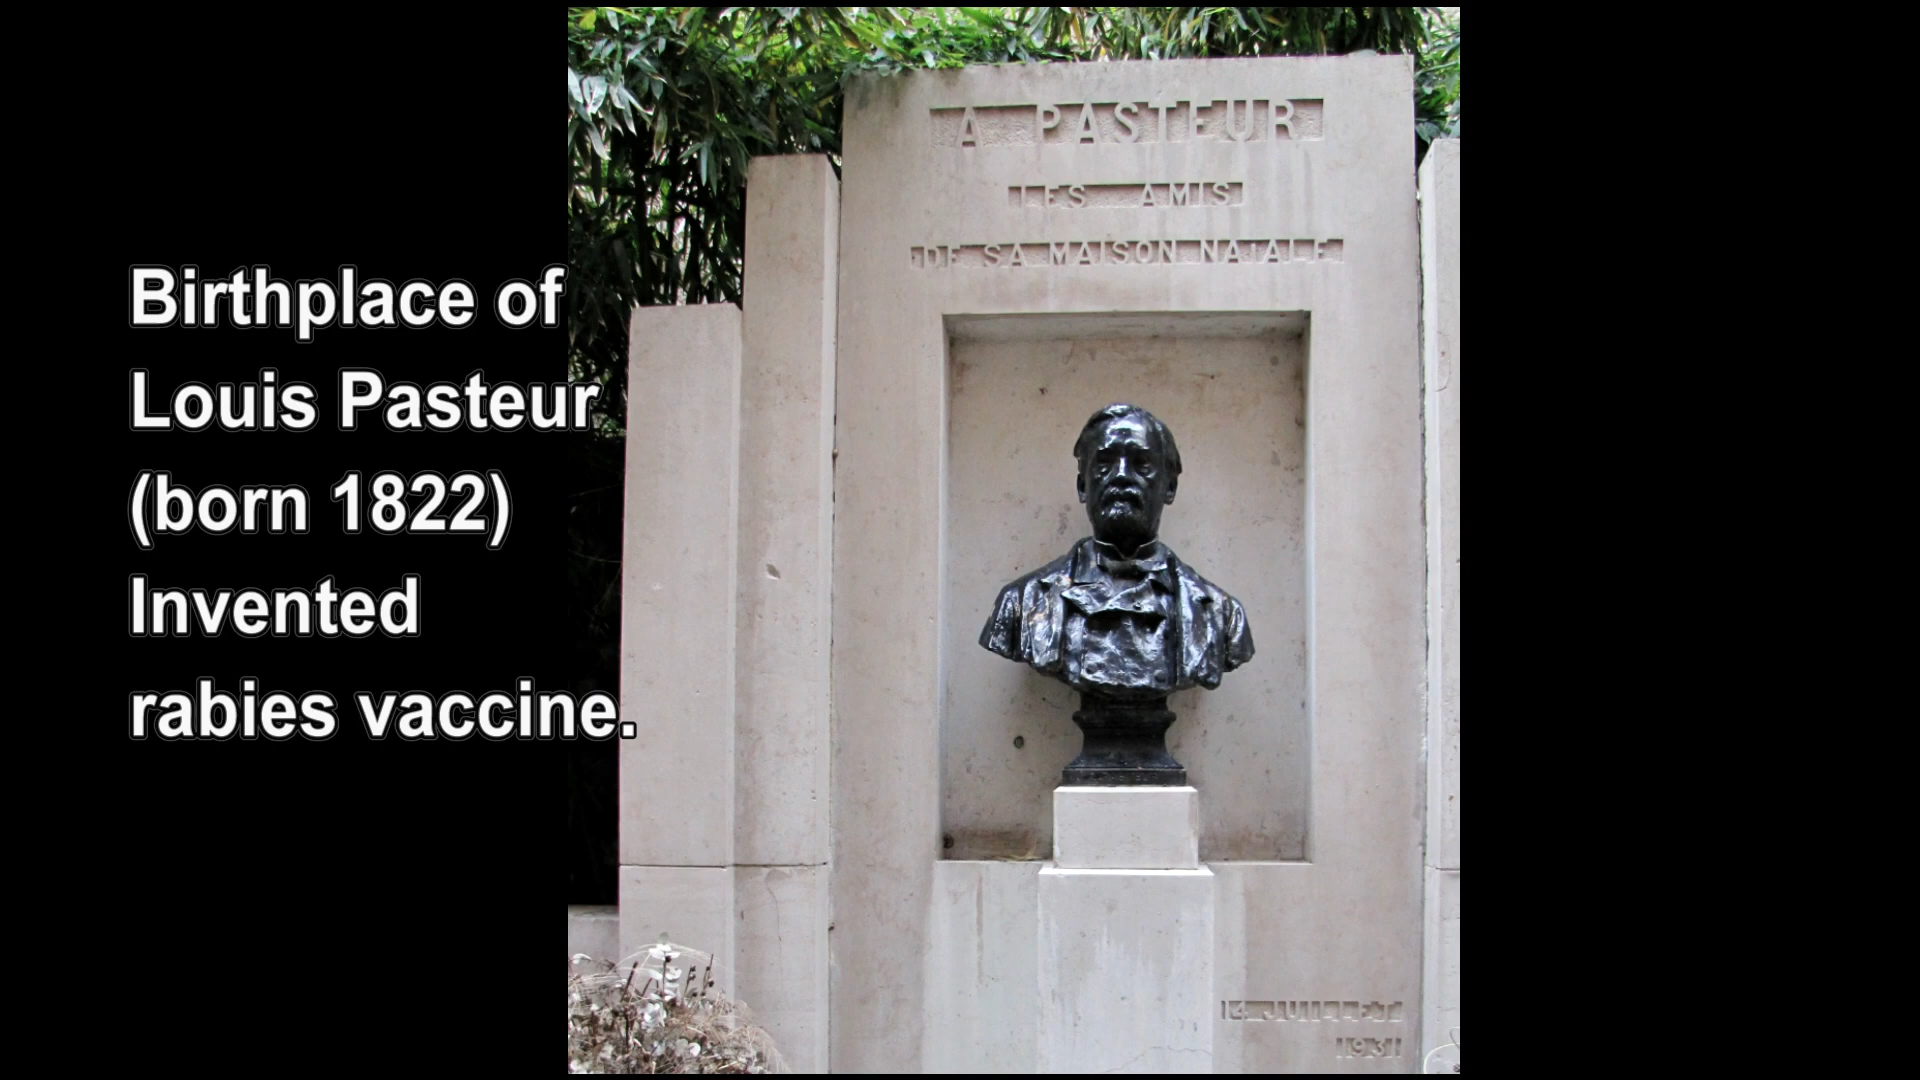 Birthplace of
Louis Pasteur
(born 1822)
Invented
rabies vaccine.
A PASTEUR
LES AMIS
DE SA MAISON NATALE
14 JUILLET
1931